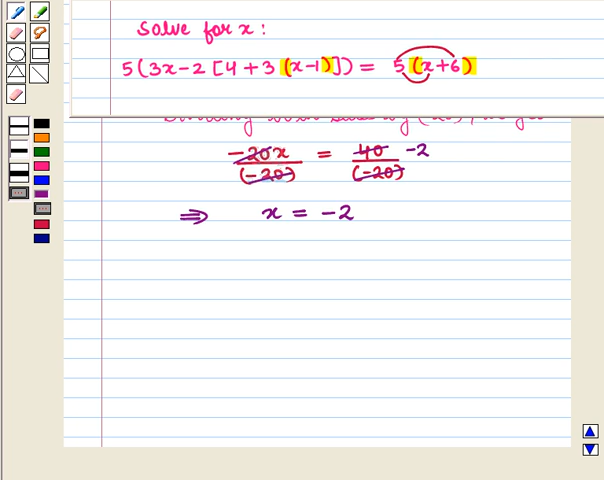 Solve for x:
5(3x-2[4+3(x-1)]) = 5(x+6)
-20x/(-20) = 40/(-20) -2
⇒ x = -2